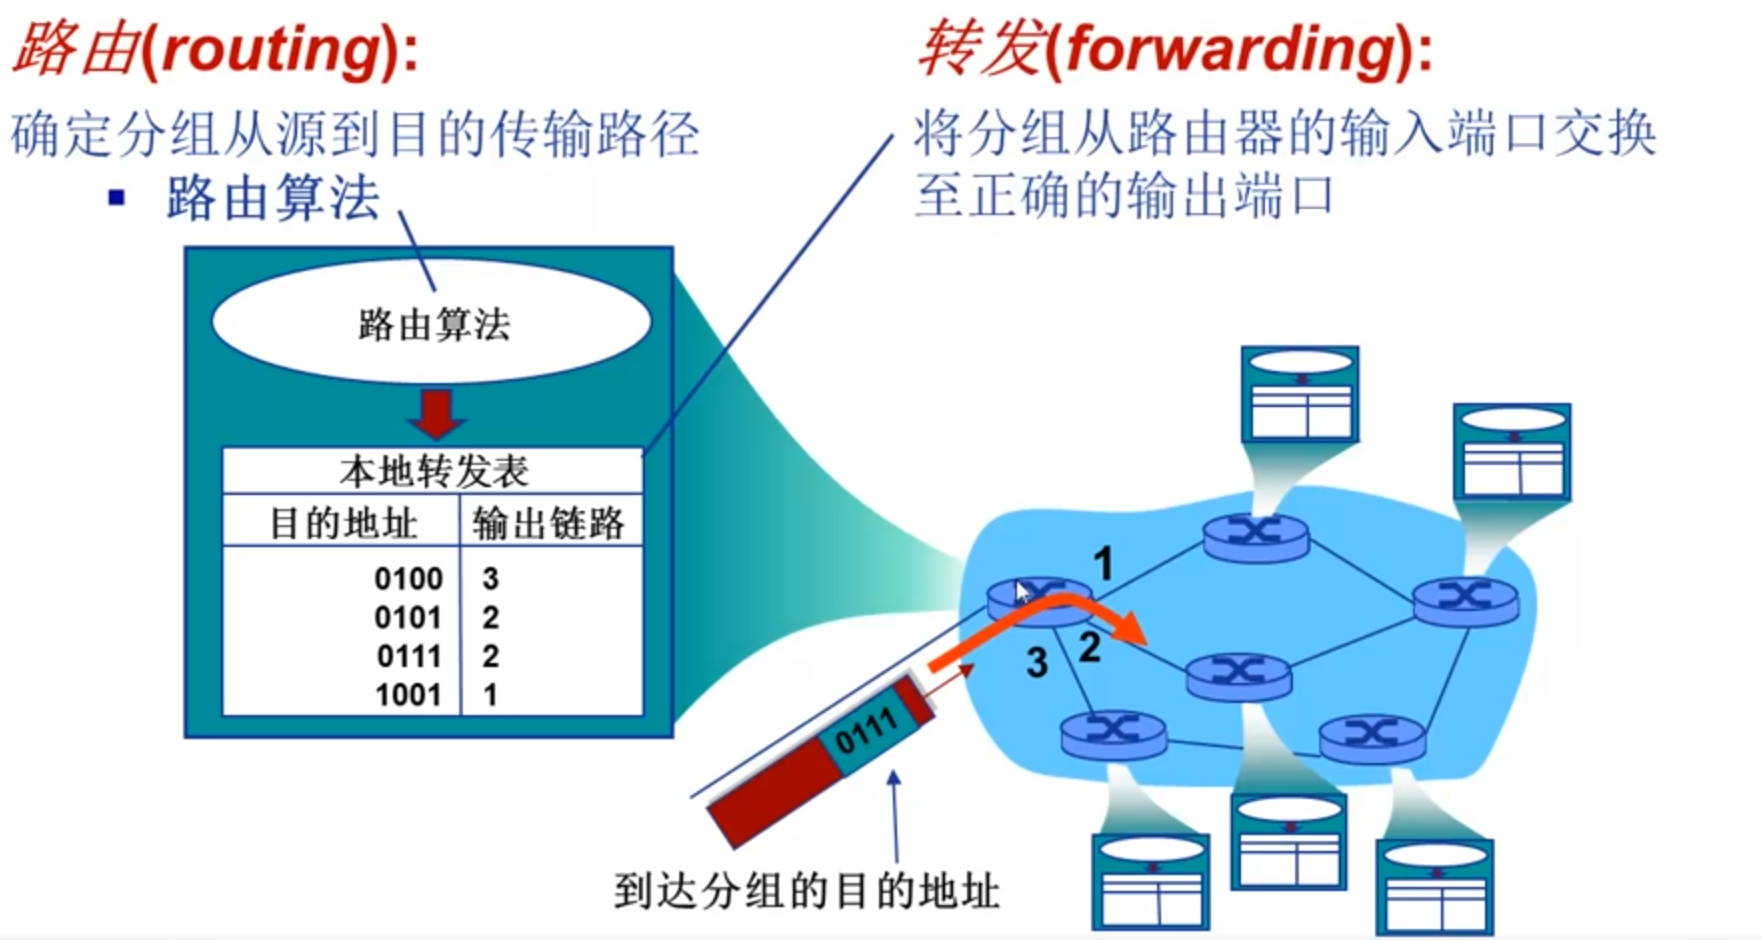 路由(routing):
确定分组从源到目的传输路径
▪ 路由算法
转发(forwarding):
将分组从路由器的输入端口交换
至正确的输出端口
路由算法
本地转发表
目的地址 输出链路
0100 3
0101 2
0111 2
1001 1
1
2
3
0111
到达分组的目的地址